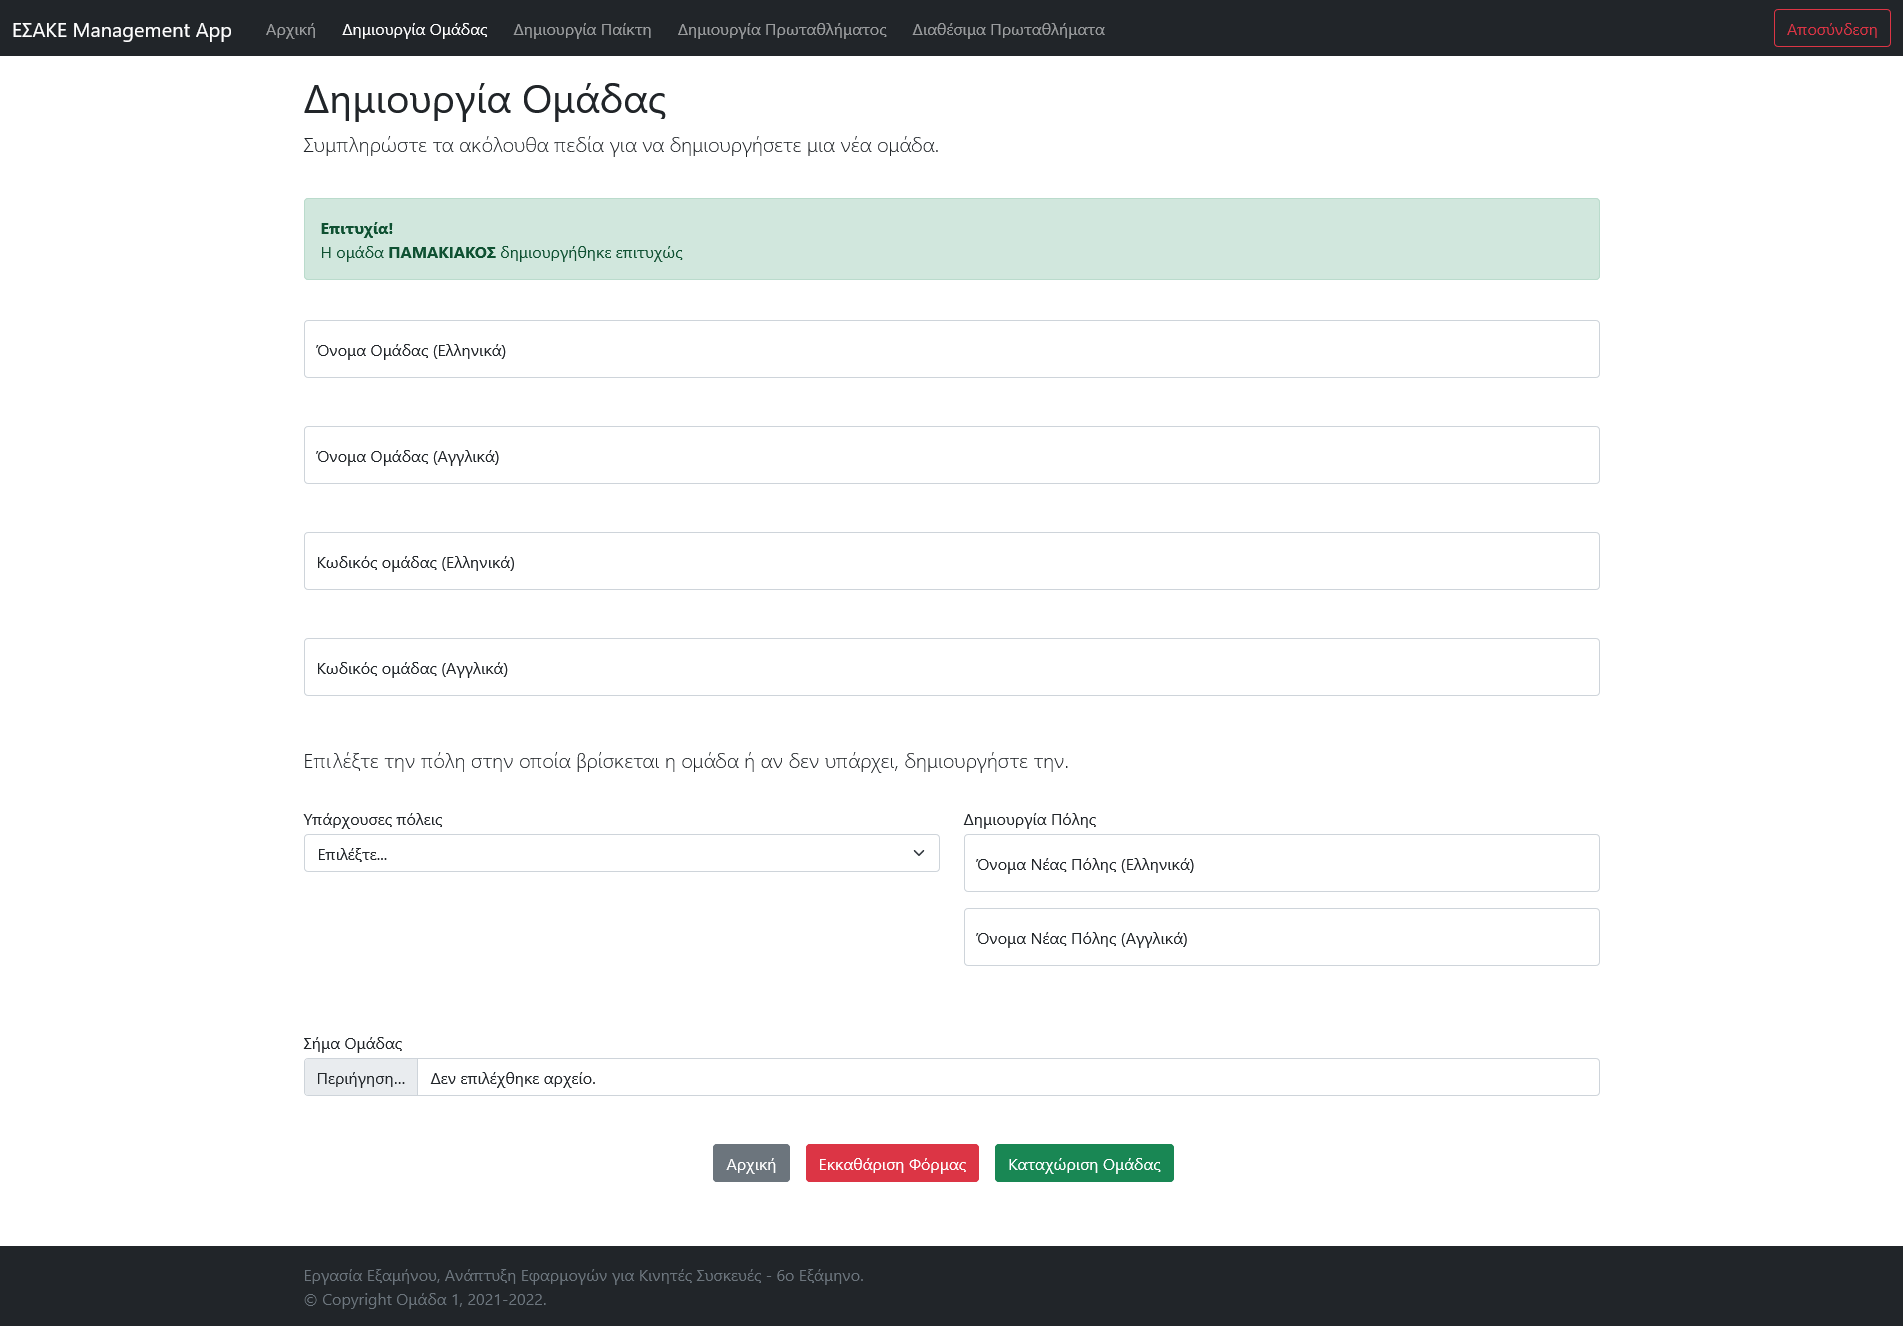 ΕΣΑΚΕ Management App Αρχική Δημιουργία Ομάδας Δημιουργία Παίκτη Δημιουργία Πρωταθλήματος Διαθέσιμα Πρωταθλήματα Αποσύνδεση
Δημιουργία Ομάδας
Συμπληρώστε τα ακόλουθα πεδία για να δημιουργήσετε μια νέα ομάδα.
Επιτυχία!
Η ομάδα ΠΑΜΑΚΙΑΚΟΣ δημιουργήθηκε επιτυχώς
Όνομα Ομάδας (Ελληνικά)
Όνομα Ομάδας (Αγγλικά)
Κωδικός ομάδας (Ελληνικά)
Κωδικός ομάδας (Αγγλικά)
Επιλέξτε την πόλη στην οποία βρίσκεται η ομάδα ή αν δεν υπάρχει, δημιουργήστε την.
Υπάρχουσες πόλεις
Επιλέξτε...
Δημιουργία Πόλης
Όνομα Νέας Πόλης (Ελληνικά)
Όνομα Νέας Πόλης (Αγγλικά)
Σήμα Ομάδας
Περιήγηση... Δεν επιλέχθηκε αρχείο.
Αρχική Εκκαθάριση Φόρμας Καταχώριση Ομάδας
Εργασία Εξαμήνου, Ανάπτυξη Εφαρμογών για Κινητές Συσκευές - 6ο Εξάμηνο.
© Copyright Ομάδα 1, 2021-2022.